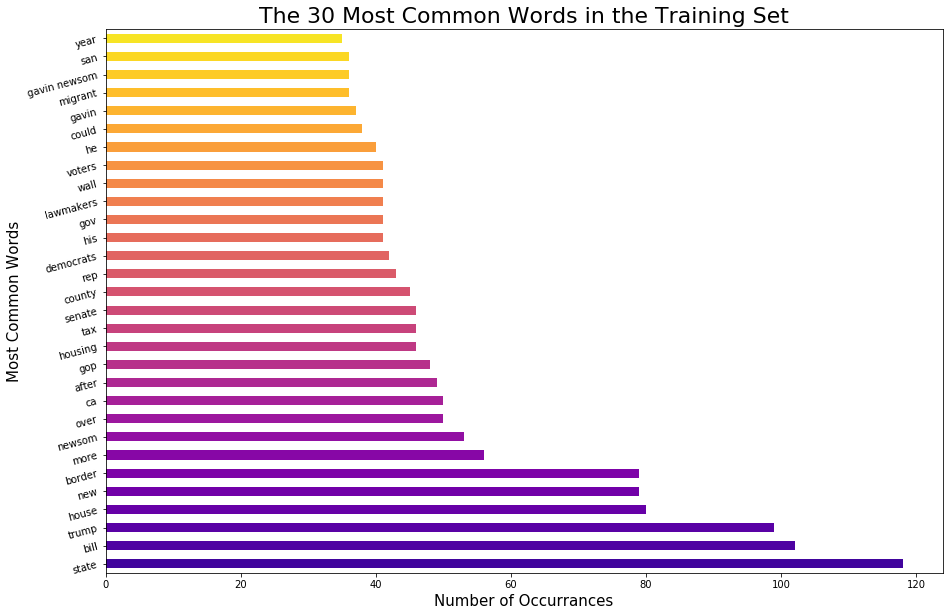 The 30 Most Common Words in the Training Set
year
san
gavin newsom
migrant
gavin
could
he
voters
wall
lawmakers
gov
his
democrats
rep
county
senate
tax
housing
gop
after
ca
over
newsom
more
border
new
house
trump
bill
state
Most Common Words
0 20 40 60 80 100 120
Number of Occurrances